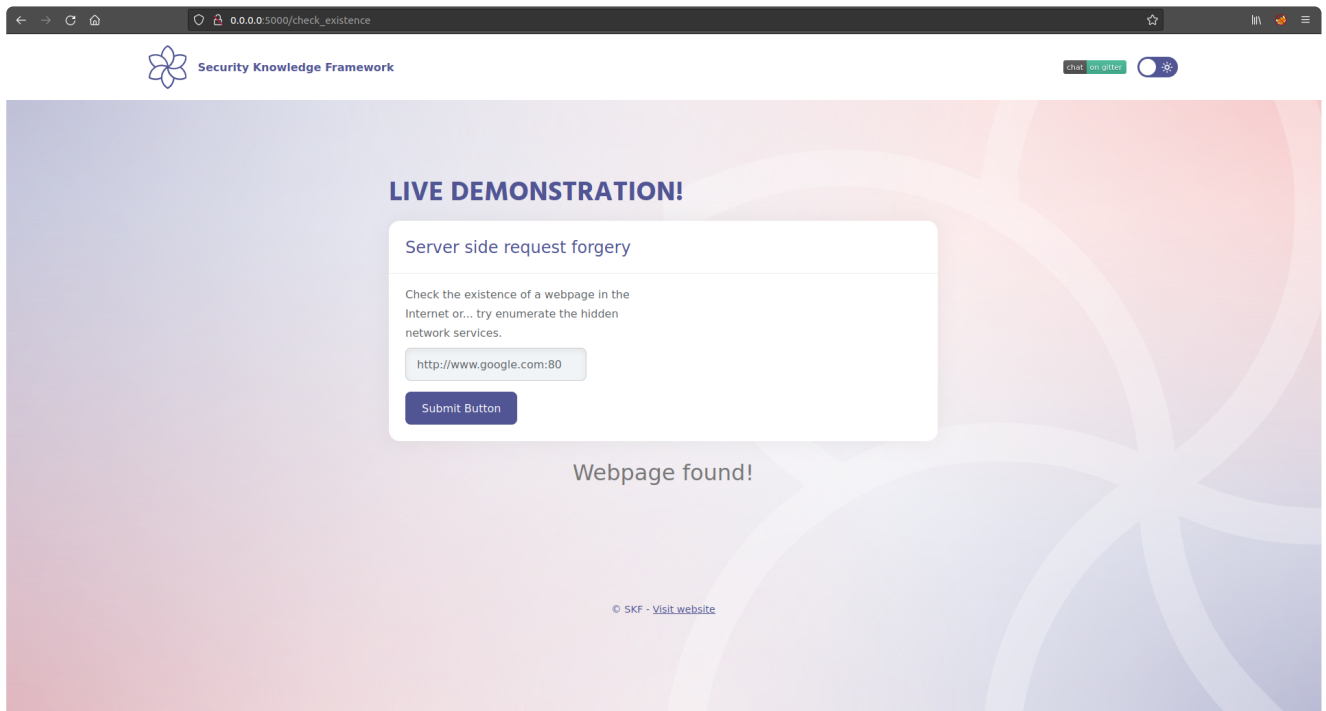 0.0.0.0:5000/check_existence
Security Knowledge Framework
chat on gitter
LIVE DEMONSTRATION!
Server side request forgery
Check the existence of a webpage in the
Internet or... try enumerate the hidden
network services.
http://www.google.com:80
Submit Button
Webpage found!
© SKF - Visit website